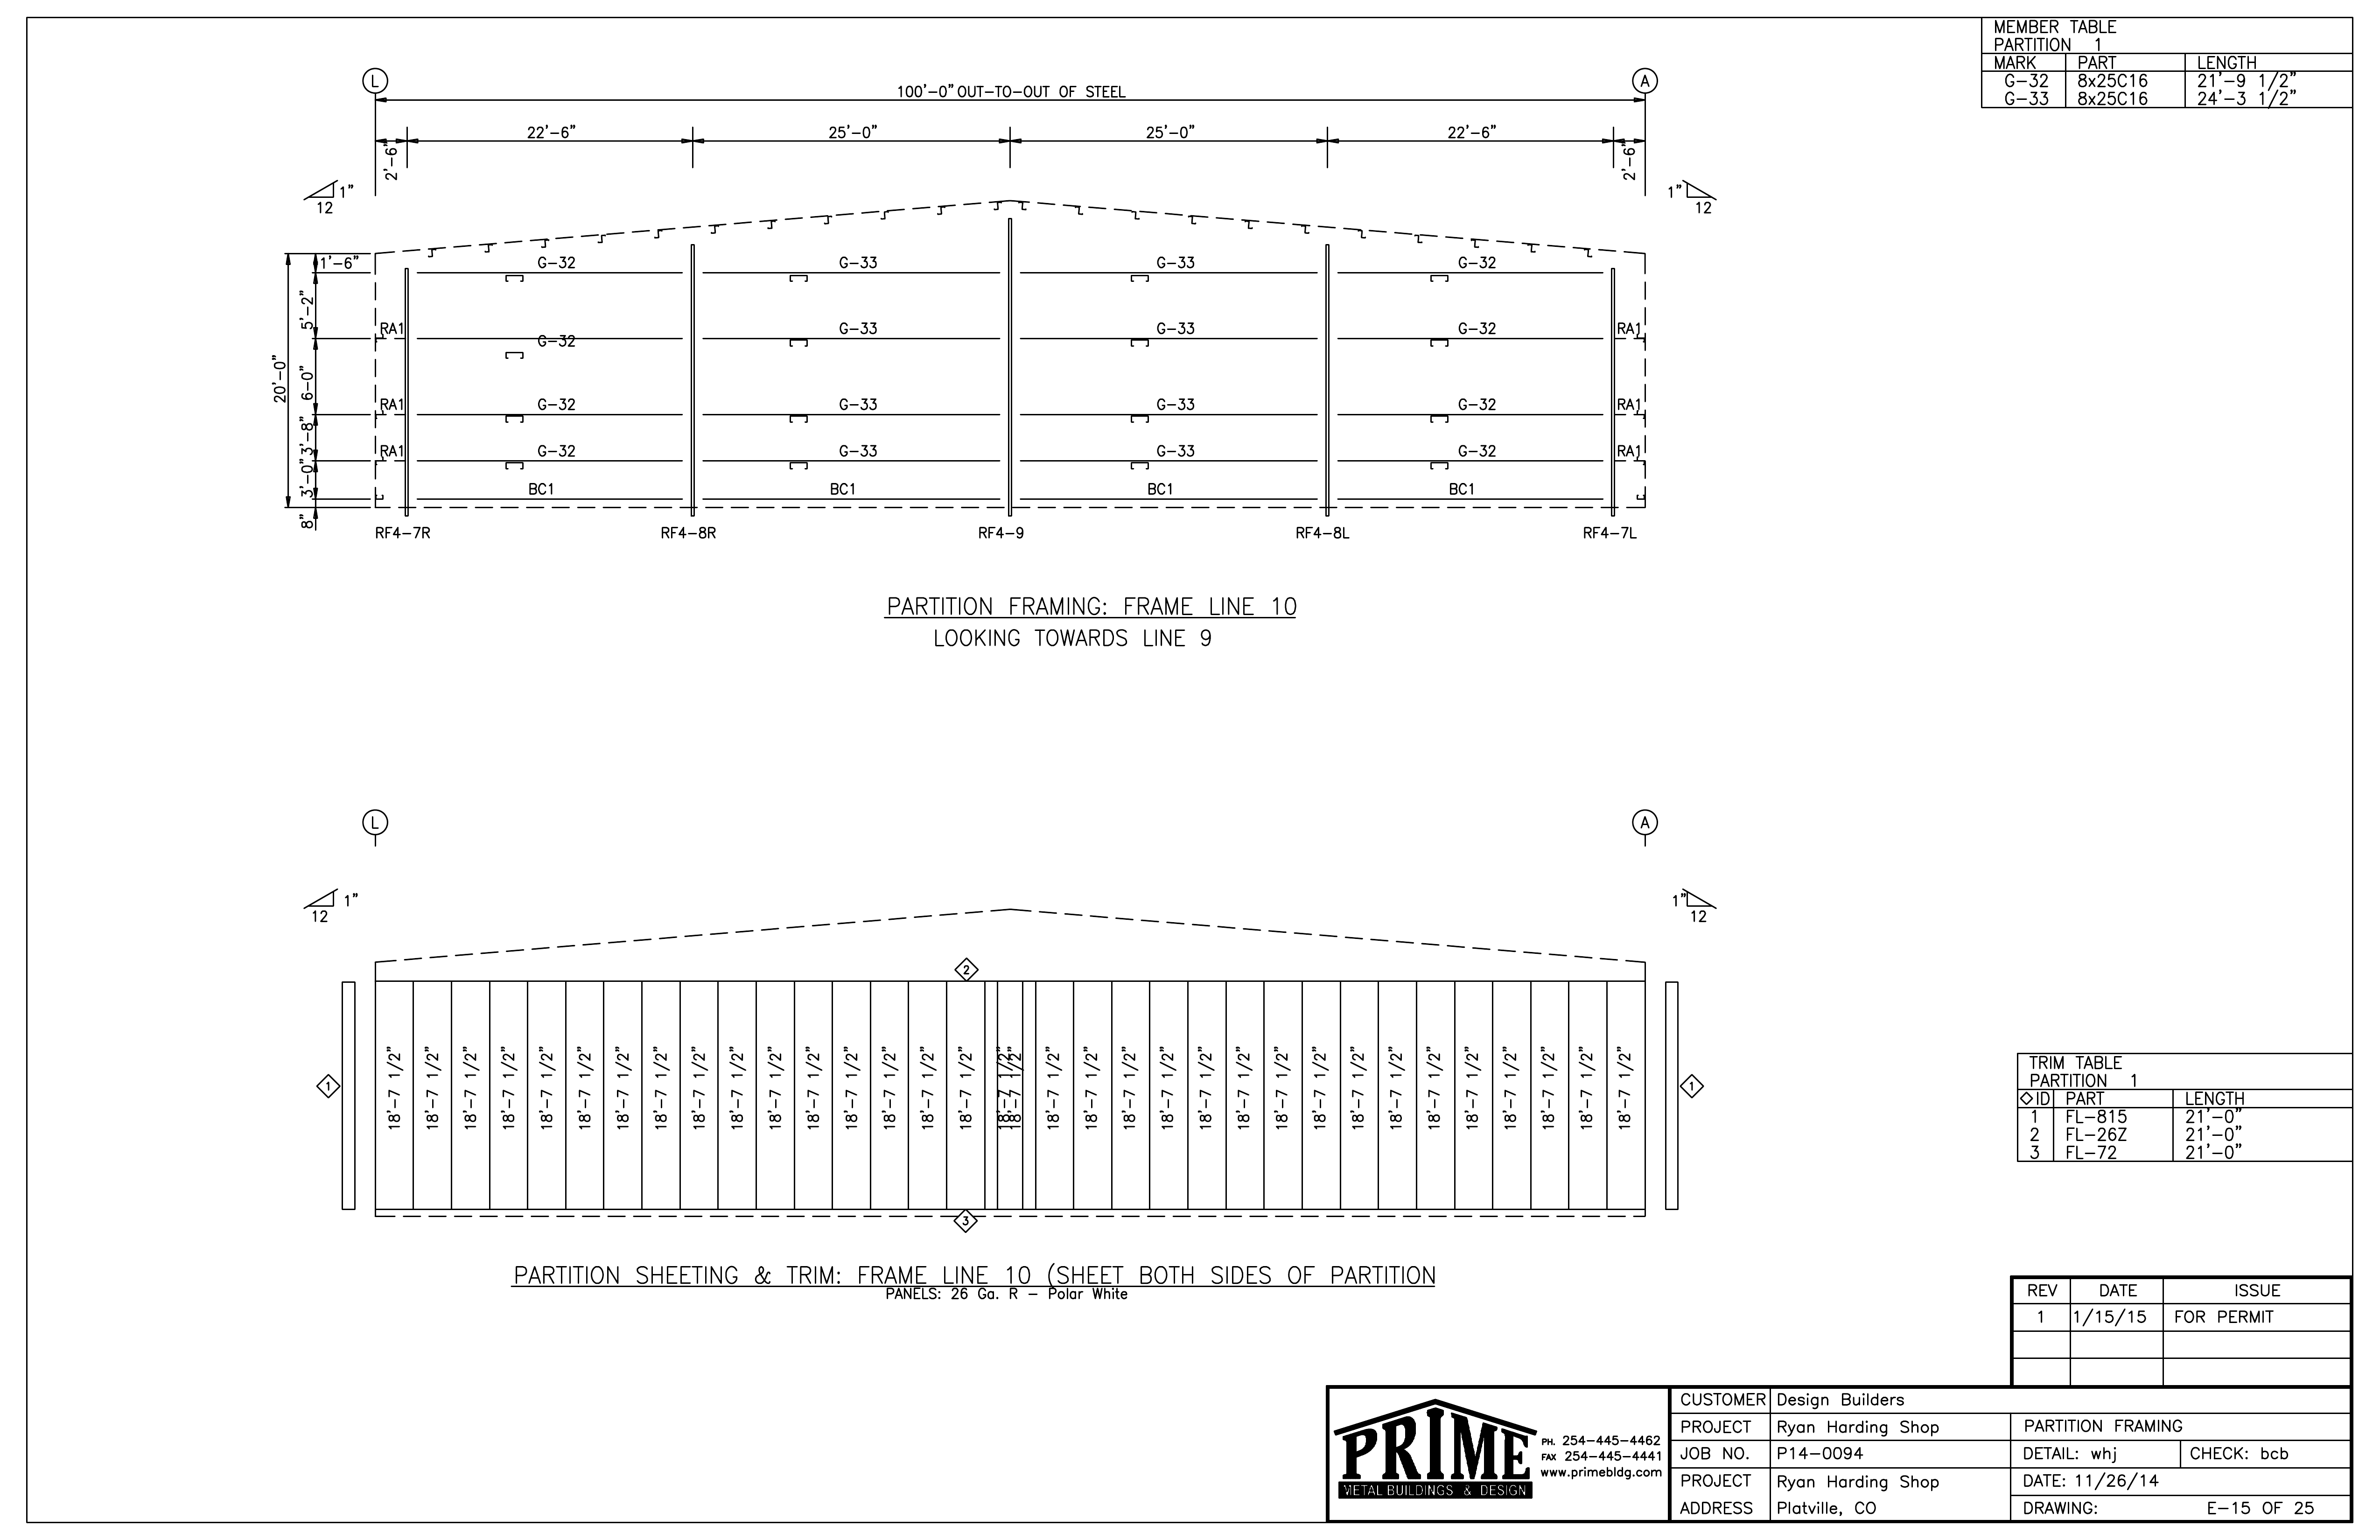 MEMBER TABLE
PARTITION 1
MARK PART LENGTH
G-32 8x25C16 21'-9 1/2"
G-33 8x25C16 24'-3 1/2"
L A
100'-0" OUT-TO-OUT OF STEEL
22'-6" 25'-0" 25'-0" 22'-6"
2'-6" 2'-6"
1" 12 1" 12
1'-6" G-32 G-33 G-33 G-32
5'-2"
RA1 G-32 G-33 G-33 G-32 RA1
20'-0"
6'-0"
RA1 G-32 G-33 G-33 G-32 RA1
3'-8"
RA1 G-32 G-33 G-33 G-32 RA1
3'-0"
BC1 BC1 BC1 BC1
8"
RF4-7R RF4-8R RF4-9 RF4-8L RF4-7L
PARTITION FRAMING: FRAME LINE 10
LOOKING TOWARDS LINE 9
L A
1" 12 1" 12
2
1 18'-7 1/2" 18'-7 1/2" 18'-7 1/2" 18'-7 1/2" 18'-7 1/2" 18'-7 1/2" 18'-7 1/2" 18'-7 1/2" 18'-7 1/2" 18'-7 1/2" 18'-7 1/2" 18'-7 1/2" 18'-7 1/2" 18'-7 1/2" 18'-7 1/2" 18'-7 1/2" 18'-7 1/2" 18'-7 1/2" 18'-7 1/2" 18'-7 1/2" 18'-7 1/2" 18'-7 1/2" 18'-7 1/2" 18'-7 1/2" 18'-7 1/2" 18'-7 1/2" 18'-7 1/2" 18'-7 1/2" 18'-7 1/2" 18'-7 1/2" 18'-7 1/2" 18'-7 1/2" 18'-7 1/2" 18'-7 1/2" 1
3
PARTITION SHEETING & TRIM: FRAME LINE 10 (SHEET BOTH SIDES OF PARTITION
PANELS: 26 Ga. R - Polar White
TRIM TABLE
PARTITION 1
ID PART LENGTH
1 FL-815 21'-0"
2 FL-26Z 21'-0"
3 FL-72 21'-0"
REV DATE ISSUE
1 1/15/15 FOR PERMIT
PRIME
METAL BUILDINGS & DESIGN
PH. 254-445-4462
FAX 254-445-4441
www.primebldg.com
CUSTOMER Design Builders
PROJECT Ryan Harding Shop PARTITION FRAMING
JOB NO. P14-0094 DETAIL: whj CHECK: bcb
PROJECT Ryan Harding Shop DATE: 11/26/14
ADDRESS Platville, CO DRAWING: E-15 OF 25